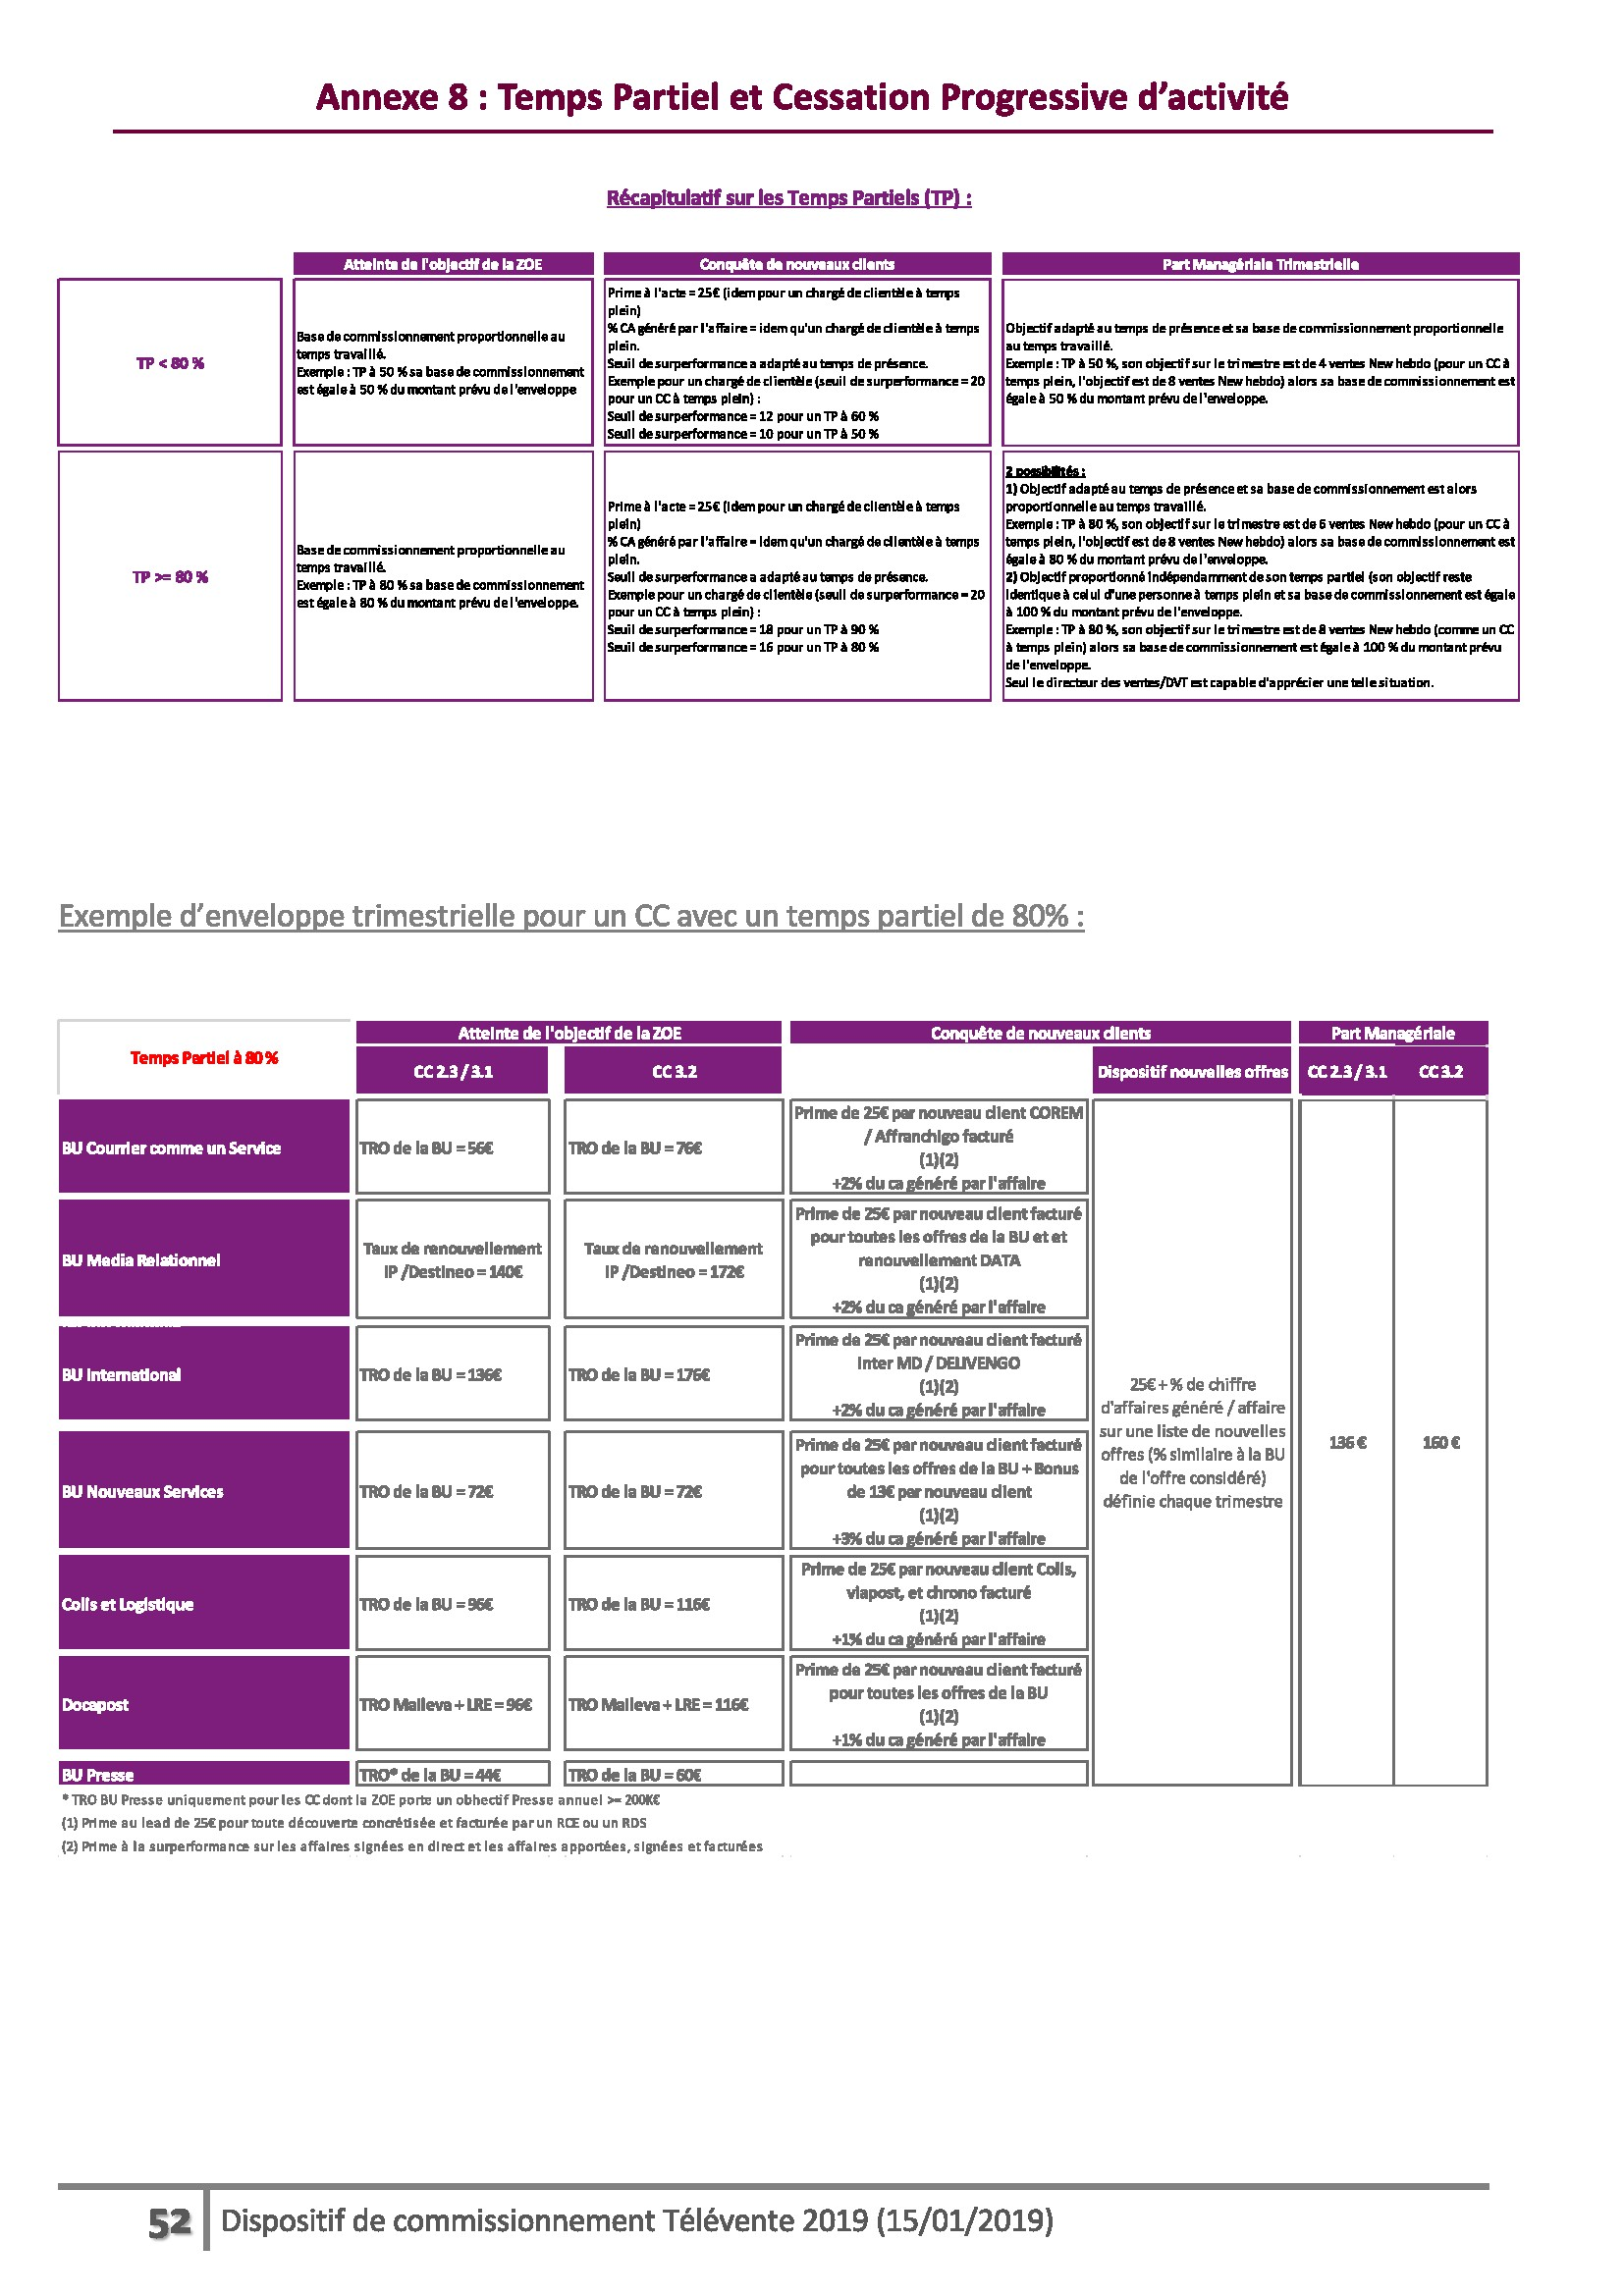 Annexe 8 : Temps Partiel et Cessation Progressive d’activité
Récapitulatif sur les Temps Partiels (TP) :
Atteinte de l'objectif de la ZOE
Conquête de nouveaux clients
Part Managériale Trimestrielle
TP < 80 %
Base de commissionnement proportionnelle au
temps travaillé.
Exemple : TP à 50 % sa base de commissionnement
est égale à 50 % du montant prévu de l'enveloppe
Prime à l'acte = 25€ (idem pour un chargé de clientèle à temps
plein)
% CA généré par l'affaire = idem qu'un chargé de clientèle à temps
plein.
Seuil de surperformance a adapté au temps de présence.
Exemple pour un chargé de clientèle (seuil de surperformance = 20
pour un CC à temps plein) :
Seuil de surperformance = 12 pour un TP à 60 %
Seuil de surperformance = 10 pour un TP à 50 %
Objectif adapté au temps de présence et sa base de commissionnement proportionnelle
au temps travaillé.
Exemple : TP à 50 %, son objectif sur le trimestre est de 4 ventes New hebdo (pour un CC à
temps plein, l'objectif est de 8 ventes New hebdo) alors sa base de commissionnement est
égale à 50 % du montant prévu de l'enveloppe.
TP >= 80 %
Base de commissionnement proportionnelle au
temps travaillé.
Exemple : TP à 80 % sa base de commissionnement
est égale à 80 % du montant prévu de l'enveloppe.
Prime à l'acte = 25€ (idem pour un chargé de clientèle à temps
plein)
% CA généré par l'affaire = idem qu'un chargé de clientèle à temps
plein.
Seuil de surperformance a adapté au temps de présence.
Exemple pour un chargé de clientèle (seuil de surperformance = 20
pour un CC à temps plein) :
Seuil de surperformance = 18 pour un TP à 90 %
Seuil de surperformance = 16 pour un TP à 80 %
2 possibilités :
1) Objectif adapté au temps de présence et sa base de commissionnement est alors
proportionnelle au temps travaillé.
Exemple : TP à 80 %, son objectif sur le trimestre est de 6 ventes New hebdo (pour un CC à
temps plein, l'objectif est de 8 ventes New hebdo) alors sa base de commissionnement est
égale à 80 % du montant prévu de l'enveloppe.
2) Objectif proportionné indépendamment de son temps partiel (son objectif reste
identique à celui d'une personne à temps plein et sa base de commissionnement est égale
à 100 % du montant prévu de l'enveloppe.
Exemple : TP à 80 %, son objectif sur le trimestre est de 8 ventes New hebdo (comme un CC
à temps plein) alors sa base de commissionnement est égale à 100 % du montant prévu
de l'enveloppe.
Seul le directeur des ventes/DVT est capable d'apprécier une telle situation.
Exemple d’enveloppe trimestrielle pour un CC avec un temps partiel de 80% :
Temps Partiel à 80%
Atteinte de l'objectif de la ZOE
Conquête de nouveaux clients
Part Managériale
CC 2.3 / 3.1
CC 3.2
Dispositif nouvelles offres
CC 2.3 / 3.1
CC 3.2
BU Courrier comme un Service
TRO de la BU = 56€
TRO de la BU = 76€
Prime de 25€ par nouveau client COREM
/ Affranchigo facturé
(1)(2)
+2% du ca généré par l'affaire
BU Media Relationnel
Taux de renouvellement
IP /Destineo = 140€
Taux de renouvellement
IP /Destineo = 172€
Prime de 25€ par nouveau client facturé
pour toutes les offres de la BU et et
renouvellement DATA
(1)(2)
+2% du ca généré par l'affaire
BU International
TRO de la BU = 136€
TRO de la BU = 176€
Prime de 25€ par nouveau client facturé
Inter MD / DELIVENGO
(1)(2)
+2% du ca généré par l'affaire
25€ + % de chiffre
d'affaires généré / affaire
sur une liste de nouvelles
offres (% similaire à la BU
de l'offre considéré)
définie chaque trimestre
136 €
160 €
BU Nouveaux Services
TRO de la BU = 72€
TRO de la BU = 72€
Prime de 25€ par nouveau client facturé
pour toutes les offres de la BU + Bonus
de 13€ par nouveau client
(1)(2)
+3% du ca généré par l'affaire
Colis et Logistique
TRO de la BU = 96€
TRO de la BU = 116€
Prime de 25€ par nouveau client Colis,
viapost, et chrono facturé
(1)(2)
+1% du ca généré par l'affaire
Docapost
TRO Maileva + LRE = 96€
TRO Maileva + LRE = 116€
Prime de 25€ par nouveau client facturé
pour toutes les offres de la BU
(1)(2)
+1% du ca généré par l'affaire
BU Presse
TRO* de la BU = 44€
TRO de la BU = 60€
* TRO BU Presse uniquement pour les CC dont la ZOE porte un obhectif Presse annuel >= 200K€
(1) Prime au lead de 25€ pour toute découverte concrétisée et facturée par un RCE ou un RDS
(2) Prime à la surperformance sur les affaires signées en direct et les affaires apportées, signées et facturées
52 Dispositif de commissionnement Télévente 2019 (15/01/2019)